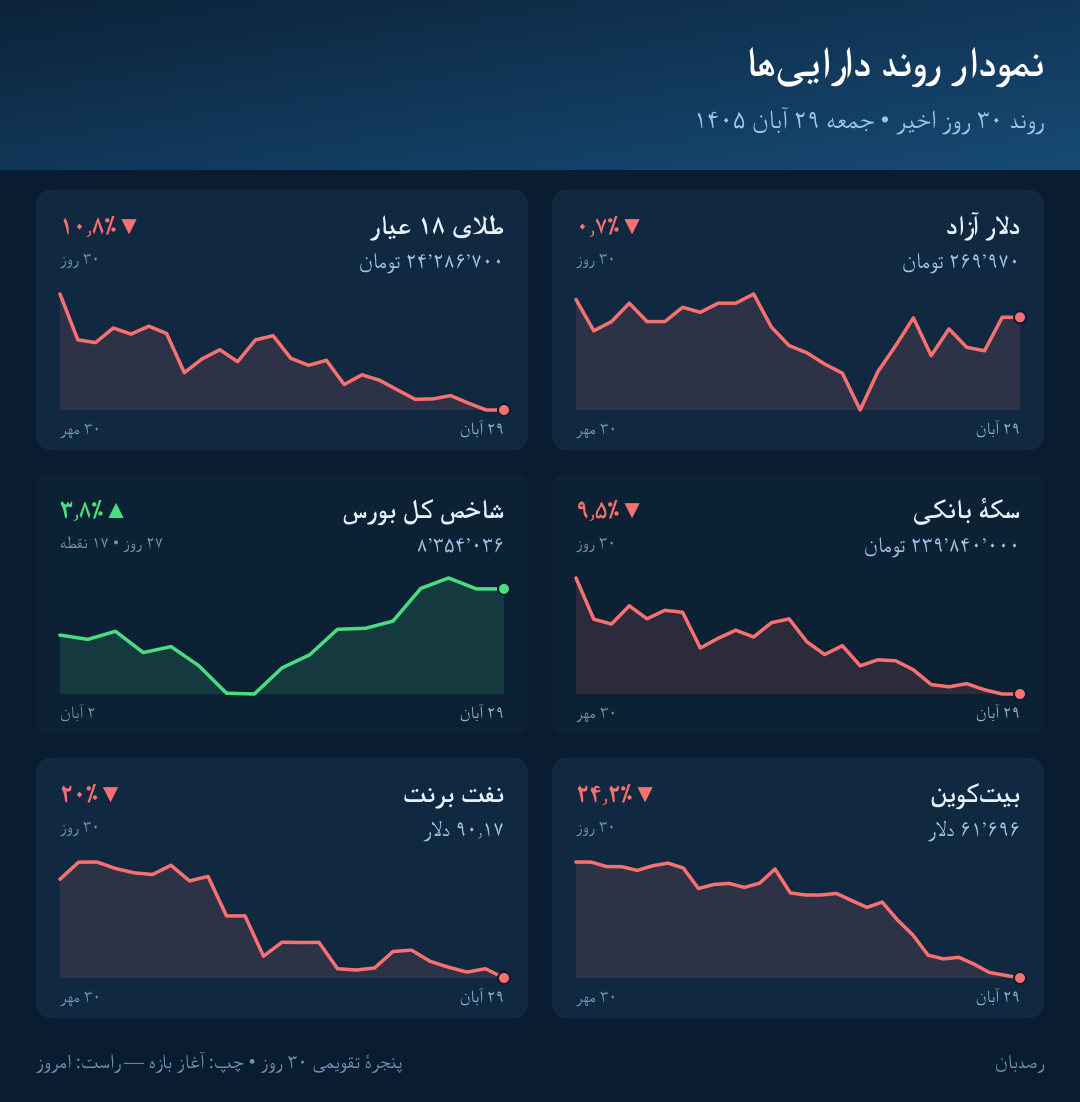 نمودار روند دارایی‌ها
روند ۳۰ روز اخیر • جمعه ۲۹ آبان ۱۴۰۵
دلار آزاد
▼۰٫۷٪
۲۶۹٬۹۷۰ تومان
۳۰ روز
۲۹ آبان
۳۰ مهر
طلای ۱۸ عیار
▼۱۰٫۸٪
۲۴٬۲۸۶٬۷۰۰ تومان
۳۰ روز
۲۹ آبان
۳۰ مهر
سکهٔ بانکی
▼۹٫۵٪
۲۳۹٬۸۴۰٬۰۰۰ تومان
۳۰ روز
۲۹ آبان
۳۰ مهر
شاخص کل بورس
▲۳٫۸٪
۸٬۳۵۴٬۰۳۶
۲۷ روز • ۱۷ نقطه
۲۹ آبان
۲ آبان
بیت‌کوین
▼۲۴٫۲٪
۶۱٬۶۹۶ دلار
۳۰ روز
۲۹ آبان
۳۰ مهر
نفت برنت
▼۲۰٪
۹۰٫۱۷ دلار
۳۰ روز
۲۹ آبان
۳۰ مهر
رصدبان
پنجرهٔ تقویمی ۳۰ روز • چپ: آغاز بازه — راست: امروز